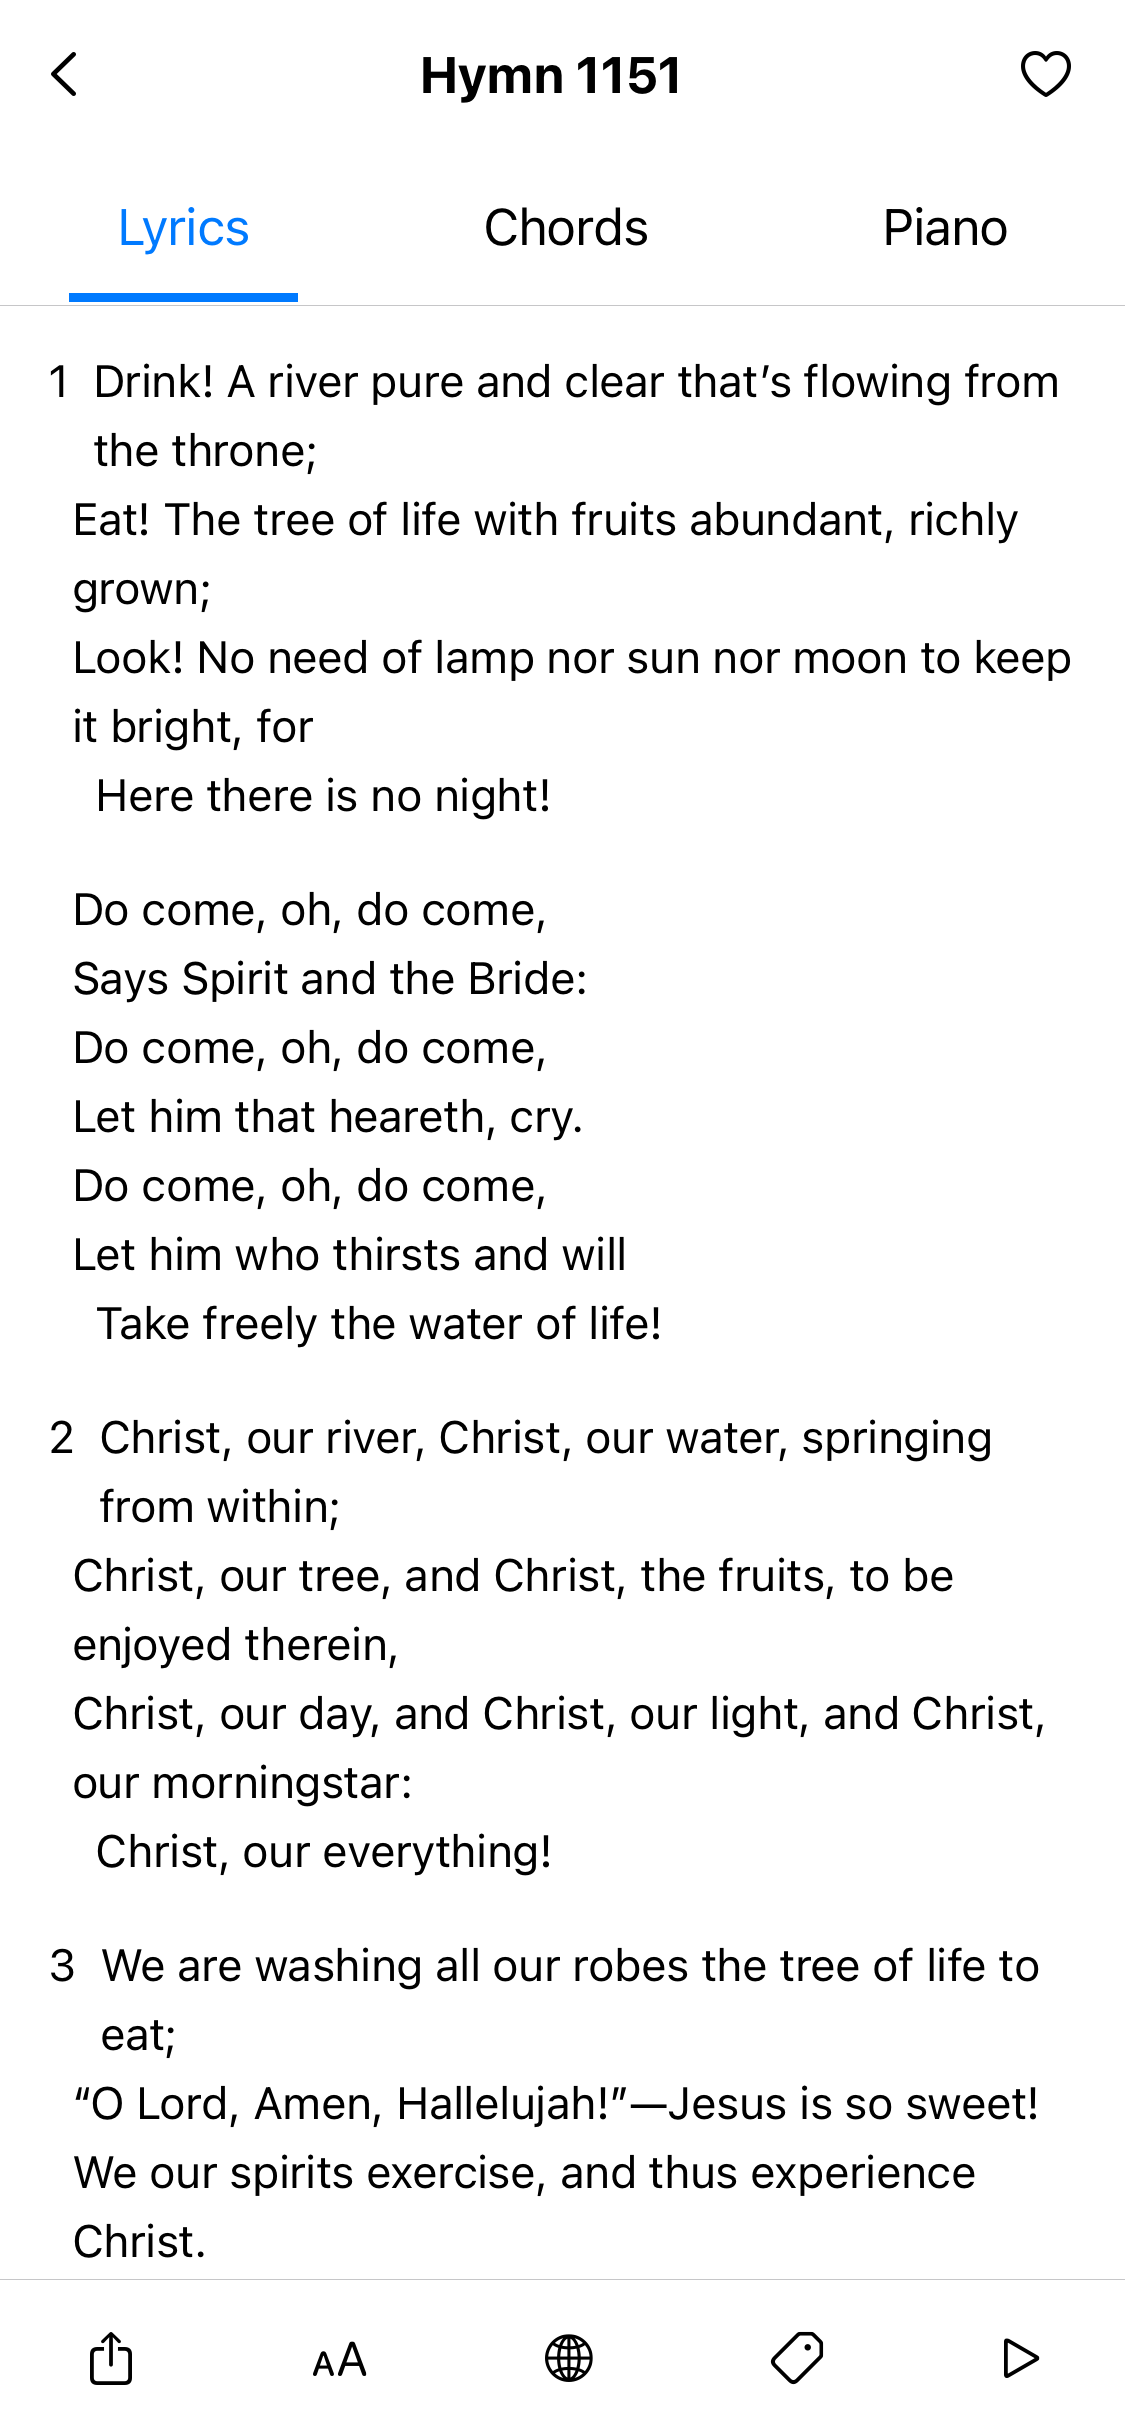 Hymn 1151
Lyrics Chords Piano
1 Drink! A river pure and clear that’s flowing from
the throne;
Eat! The tree of life with fruits abundant, richly
grown;
Look! No need of lamp nor sun nor moon to keep
it bright, for
Here there is no night!
Do come, oh, do come,
Says Spirit and the Bride:
Do come, oh, do come,
Let him that heareth, cry.
Do come, oh, do come,
Let him who thirsts and will
Take freely the water of life!
2 Christ, our river, Christ, our water, springing
from within;
Christ, our tree, and Christ, the fruits, to be
enjoyed therein,
Christ, our day, and Christ, our light, and Christ,
our morningstar:
Christ, our everything!
3 We are washing all our robes the tree of life to
eat;
“O Lord, Amen, Hallelujah!”—Jesus is so sweet!
We our spirits exercise, and thus experience
Christ.
AA